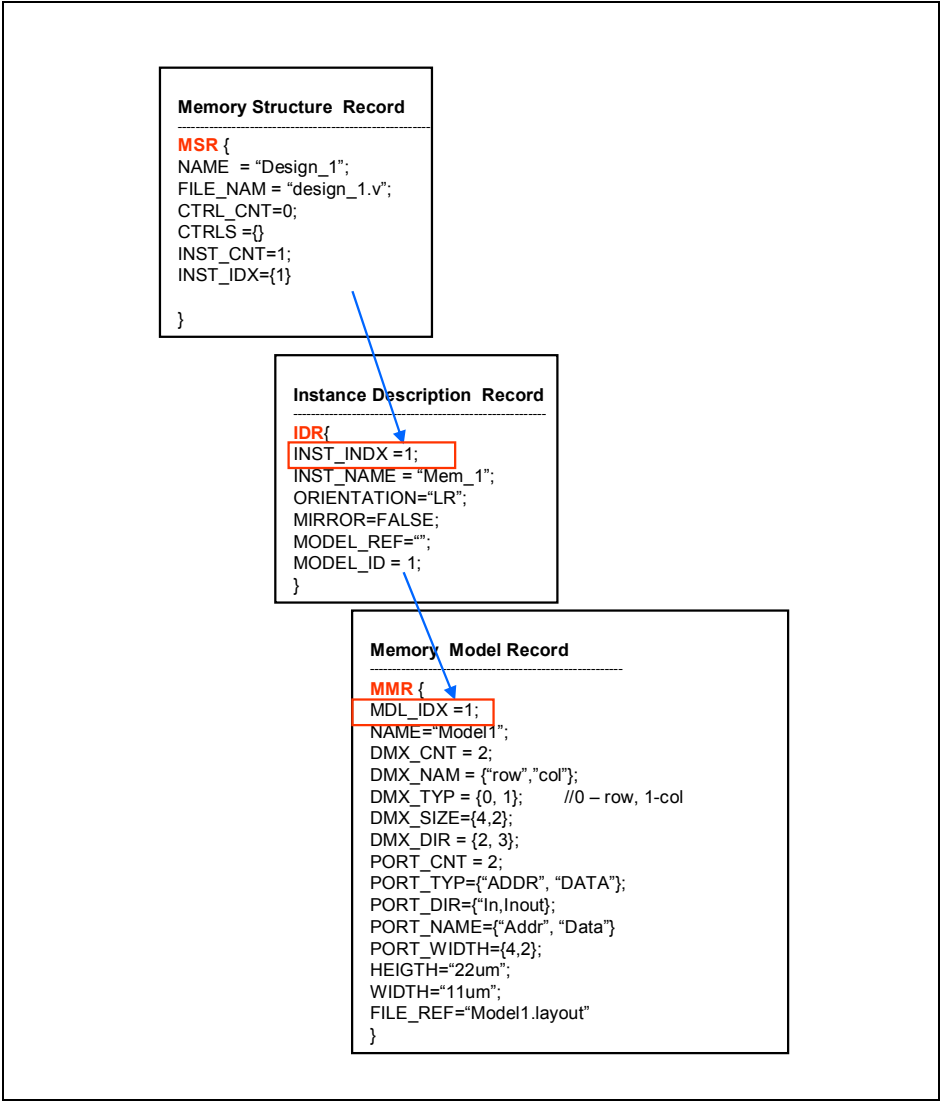 Memory Structure  Record
MSR {
NAME  = “Design_1”;
FILE_NAM = “design_1.v”;
CTRL_CNT=0;
CTRLS ={}
INST_CNT=1;
INST_IDX={1}
}
Instance Description  Record
IDR{
INST_INDX =1;
INST_NAME = “Mem_1”;
ORIENTATION=“LR”;
MIRROR=FALSE;
MODEL_REF=“”;
MODEL_ID = 1;
}
Memory  Model Record
MMR {
MDL_IDX =1;
NAME=“Model1”;
DMX_CNT = 2;
DMX_NAM = {“row”,”col”};
DMX_TYP = {0, 1};      //0 – row, 1-col
DMX_SIZE={4,2};
DMX_DIR = {2, 3};
PORT_CNT = 2;
PORT_TYP={“ADDR”, “DATA”};
PORT_DIR={“In,Inout};
PORT_NAME={“Addr”, “Data”}
PORT_WIDTH={4,2};
HEIGTH=“22um”;
WIDTH=“11um”;
FILE_REF=“Model1.layout”
}